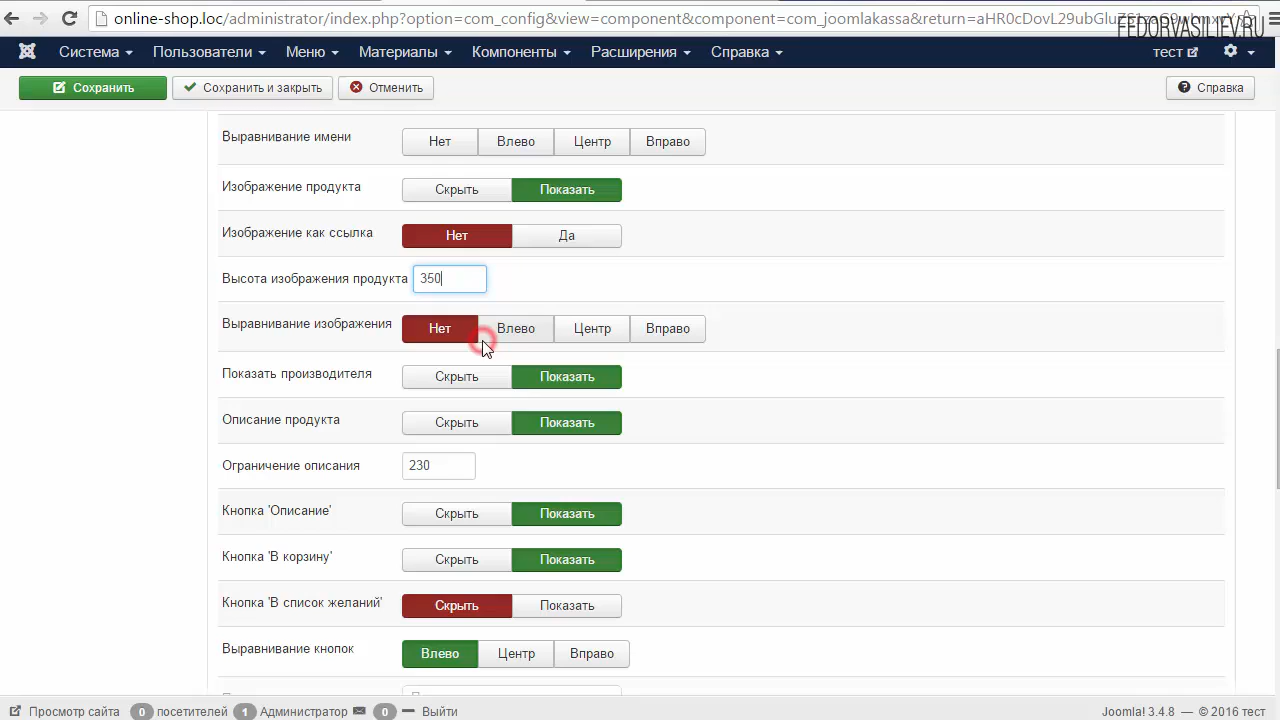 online-shop.loc/administrator/index.php?option=com_config&view=component&component=com_joomlakassa&return=
FEDORVASILIEV.RU
Система Пользователи Меню Материалы Компоненты Расширения Справка тест
Сохранить Сохранить и закрыть Отменить Справка
Выравнивание имени Нет Влево Центр Вправо
Изображение продукта Скрыть Показать
Изображение как ссылка Нет Да
Высота изображения продукта 350
Выравнивание изображения Нет Влево Центр Вправо
Показать производителя Скрыть Показать
Описание продукта Скрыть Показать
Ограничение описания 230
Кнопка 'Описание' Скрыть Показать
Кнопка 'В корзину' Скрыть Показать
Кнопка 'В список желаний' Скрыть Показать
Выравнивание кнопок Влево Центр Вправо
Просмотр сайта 0 посетителей 1 Администратор 0 Выйти Joomla! 3.4.8 — © 2016 тест